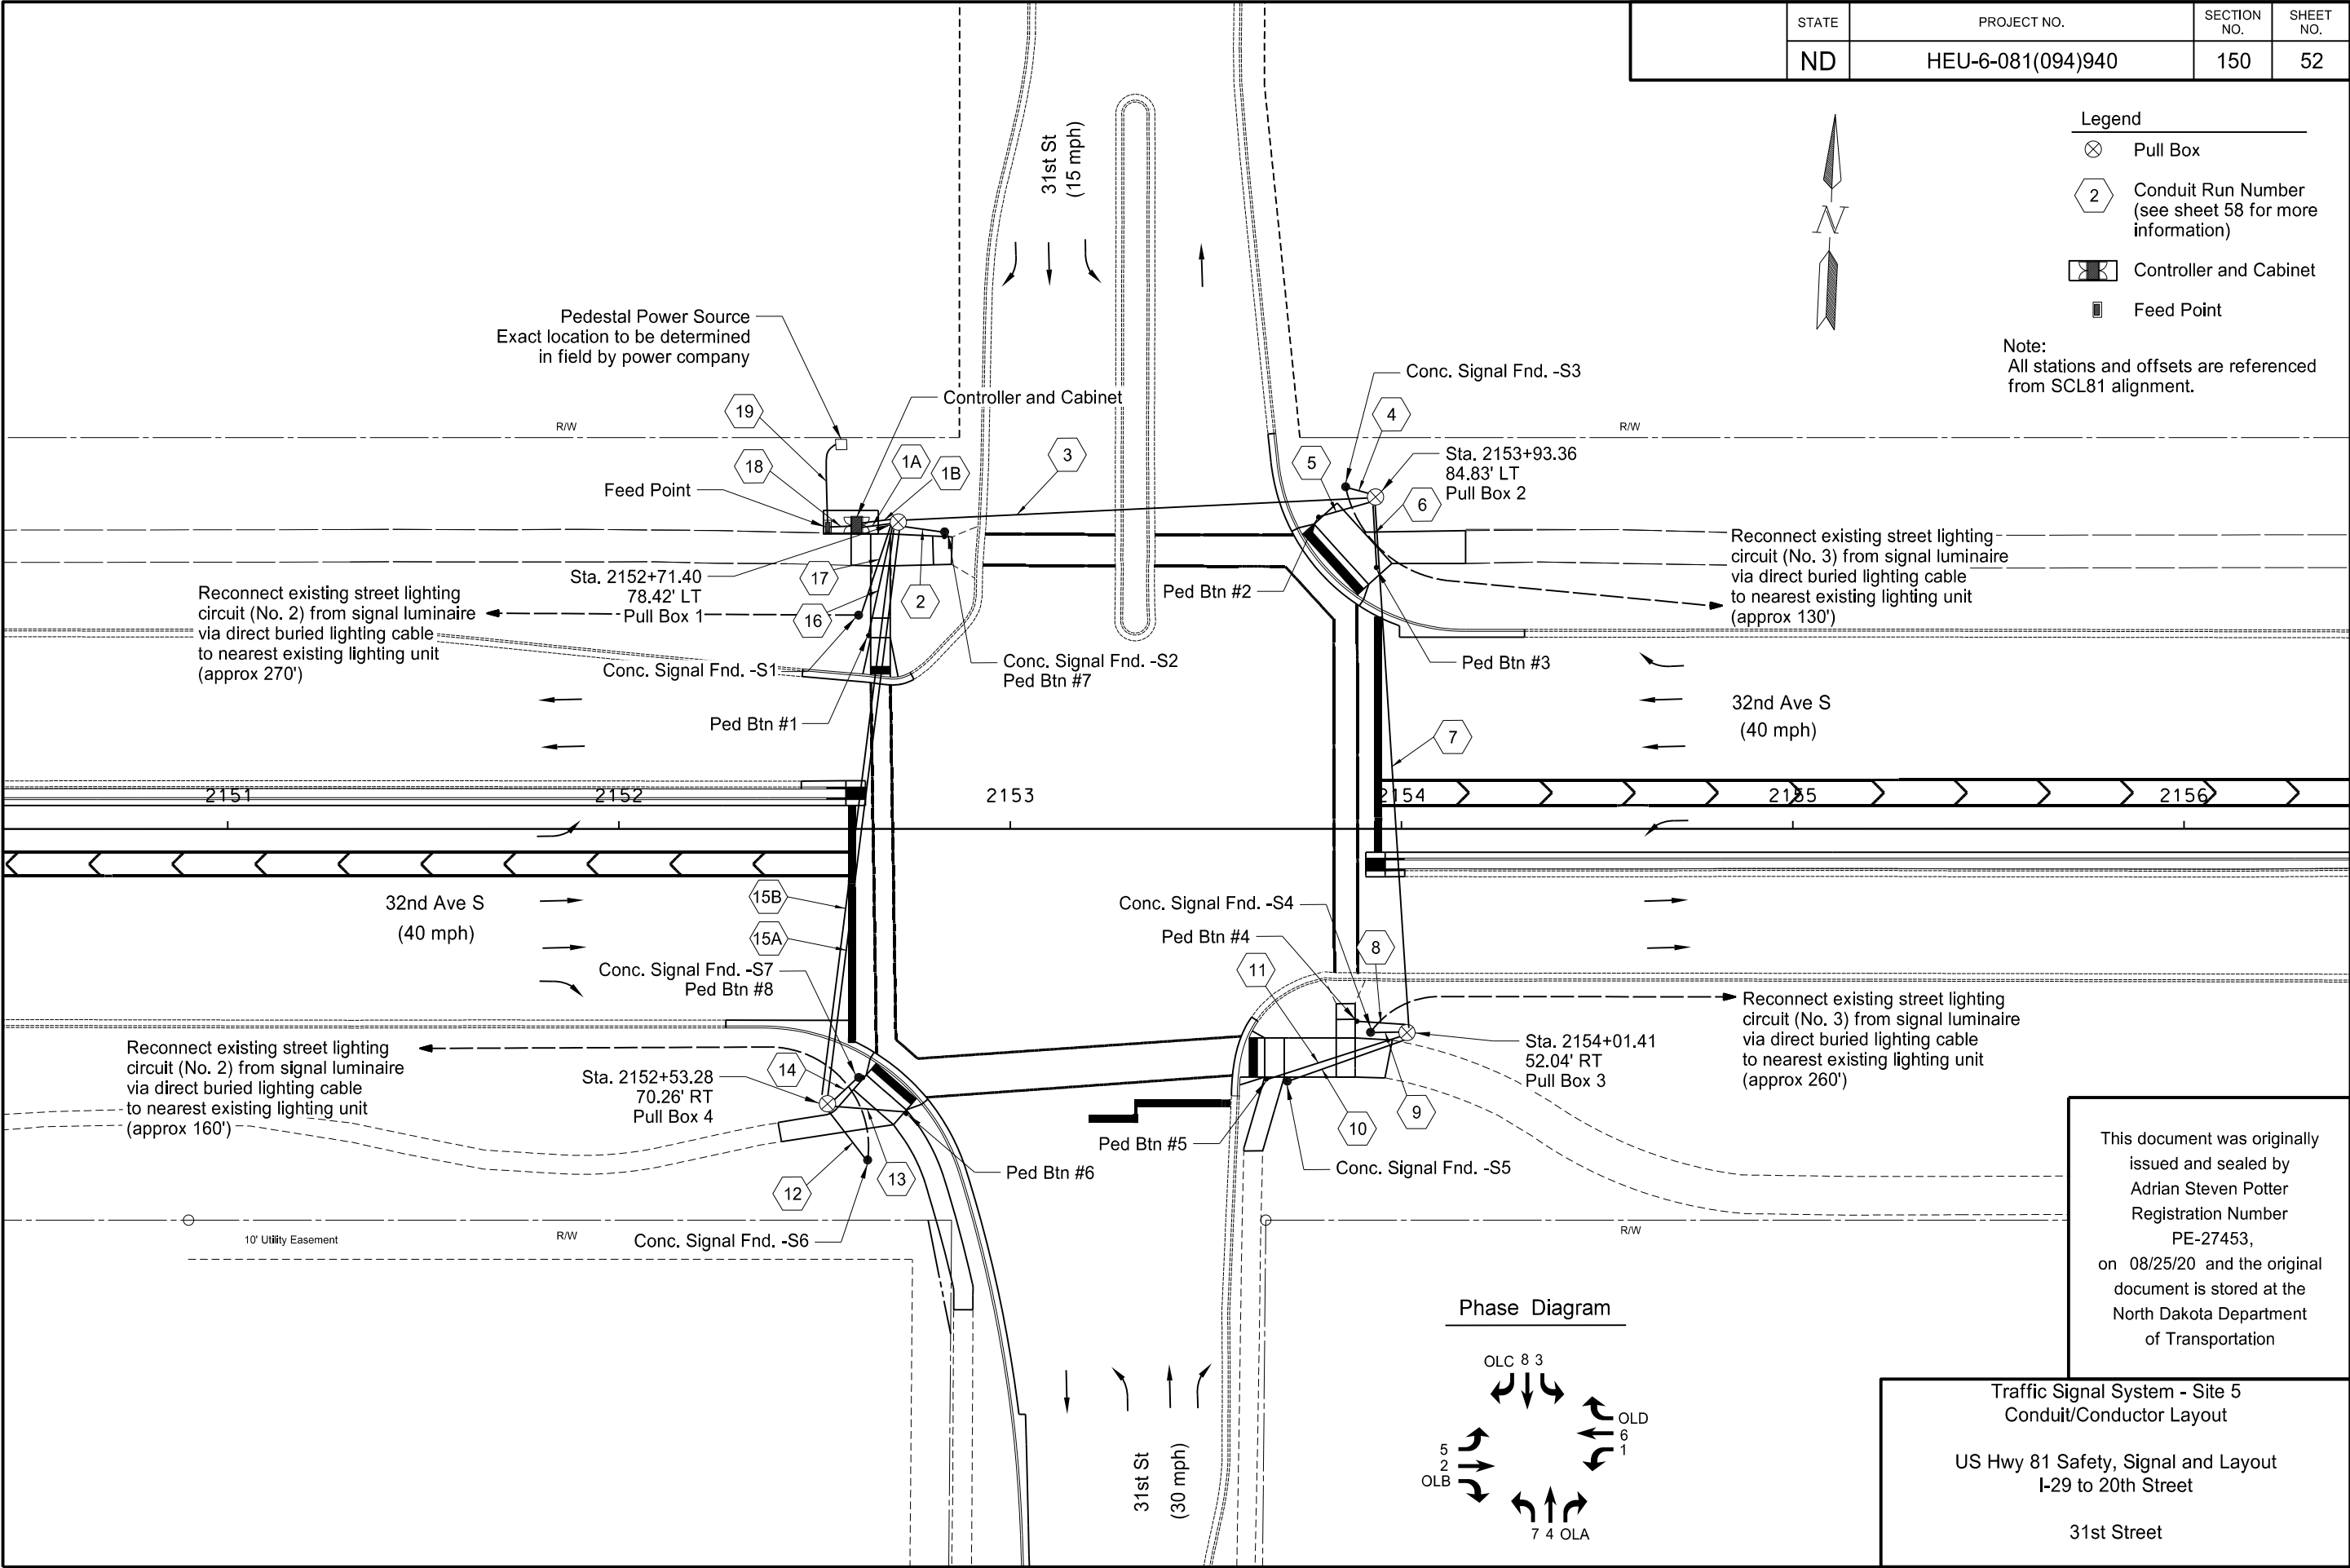 STATE
PROJECT NO.
SECTION
NO.
SHEET
NO.
ND
HEU-6-081(094)940
150
52
Legend
Pull Box
2
Conduit Run Number
(see sheet 58 for more
information)
Controller and Cabinet
Feed Point
Note:
All stations and offsets are referenced
from SCL81 alignment.
N
31st St
(15 mph)
Pedestal Power Source
Exact location to be determined
in field by power company
Controller and Cabinet
Conc. Signal Fnd. -S3
19
4
R/W
R/W
18
1A
1B
3
5
Sta. 2153+93.36
84.83' LT
Pull Box 2
6
Feed Point
Reconnect existing street lighting
circuit (No. 3) from signal luminaire
via direct buried lighting cable
to nearest existing lighting unit
(approx 130')
Sta. 2152+71.40
78.42' LT
Pull Box 1
17
16
2
Ped Btn #2
Reconnect existing street lighting
circuit (No. 2) from signal luminaire
via direct buried lighting cable
to nearest existing lighting unit
(approx 270')
Conc. Signal Fnd. -S1
Conc. Signal Fnd. -S2
Ped Btn #7
Ped Btn #3
Ped Btn #1
32nd Ave S
(40 mph)
7
2151
2152
2153
2154
2155
2156
32nd Ave S
(40 mph)
15B
15A
Conc. Signal Fnd. -S4
Ped Btn #4
8
Conc. Signal Fnd. -S7
Ped Btn #8
11
Reconnect existing street lighting
circuit (No. 3) from signal luminaire
via direct buried lighting cable
to nearest existing lighting unit
(approx 260')
Reconnect existing street lighting
circuit (No. 2) from signal luminaire
via direct buried lighting cable
to nearest existing lighting unit
(approx 160')
14
Sta. 2152+53.28
70.26' RT
Pull Box 4
Sta. 2154+01.41
52.04' RT
Pull Box 3
9
10
Ped Btn #5
Conc. Signal Fnd. -S5
Ped Btn #6
13
12
Conc. Signal Fnd. -S6
10' Utility Easement
R/W
R/W
This document was originally
issued and sealed by
Adrian Steven Potter
Registration Number
PE-27453,
on 08/25/20 and the original
document is stored at the
North Dakota Department
of Transportation
31st St
(30 mph)
Phase Diagram
OLC 8 3
OLD
6
1
5
2
OLB
7 4 OLA
Traffic Signal System - Site 5
Conduit/Conductor Layout
US Hwy 81 Safety, Signal and Layout
I-29 to 20th Street
31st Street